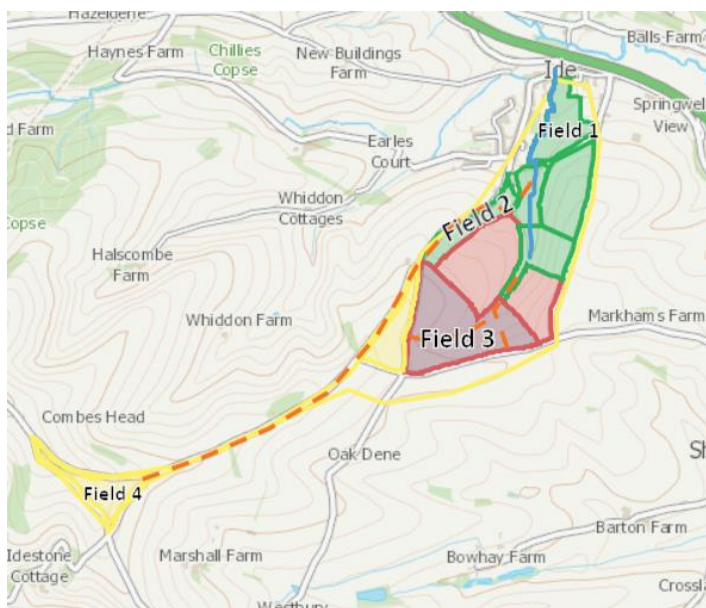 Hazeldene
Haynes Farm
Chillies
Copse
New Buildings
Farm
Balls Farm
Ide
Springwell
View
d Farm
Earles
Court
Field 1
Whiddon
Cottages
Field 2
Copse
Halscombe
Farm
Whiddon Farm
Markham's Farm
Field 3
Combes Head
Oak Dene
Sh
Field 4
Barton Farm
Idestone
Cottage
Marshall Farm
Bowhay Farm
Westbury
Crossla